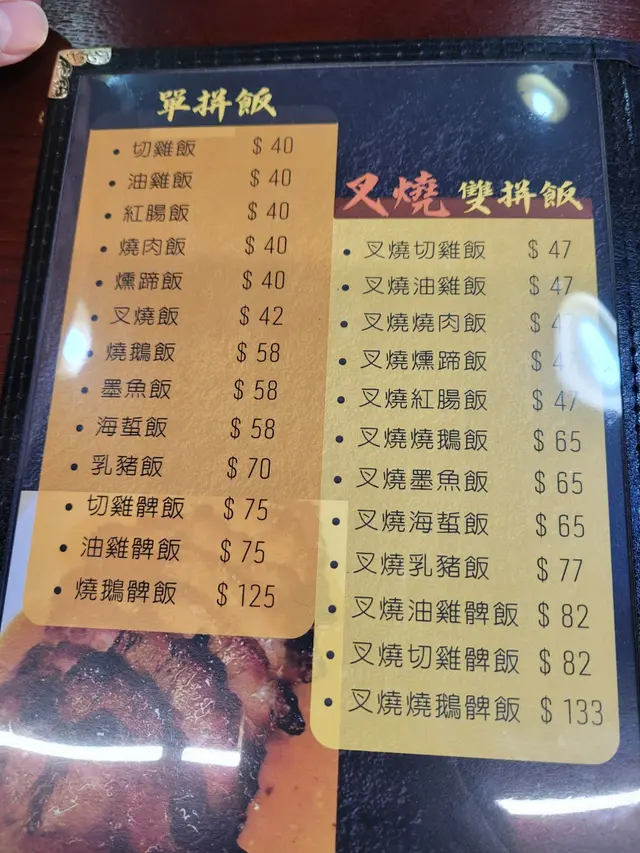 單拼飯
• 切雞飯 $ 40
• 油雞飯 $ 40
• 紅腸飯 $ 40
• 燒肉飯 $ 40
• 燻蹄飯 $ 40
• 叉燒飯 $ 42
• 燒鵝飯 $ 58
• 墨魚飯 $ 58
• 海蜇飯 $ 58
• 乳豬飯 $ 70
• 切雞髀飯 $ 75
• 油雞髀飯 $ 75
• 燒鵝髀飯 $ 125
叉燒 雙拼飯
• 叉燒切雞飯 $ 47
• 叉燒油雞飯 $ 47
• 叉燒燒肉飯 $ 47
• 叉燒燻蹄飯 $ 47
• 叉燒紅腸飯 $ 47
• 叉燒燒鵝飯 $ 65
• 叉燒墨魚飯 $ 65
• 叉燒海蜇飯 $ 65
• 叉燒乳豬飯 $ 77
• 叉燒油雞髀飯 $ 82
• 叉燒切雞髀飯 $ 82
• 叉燒燒鵝髀飯 $ 133